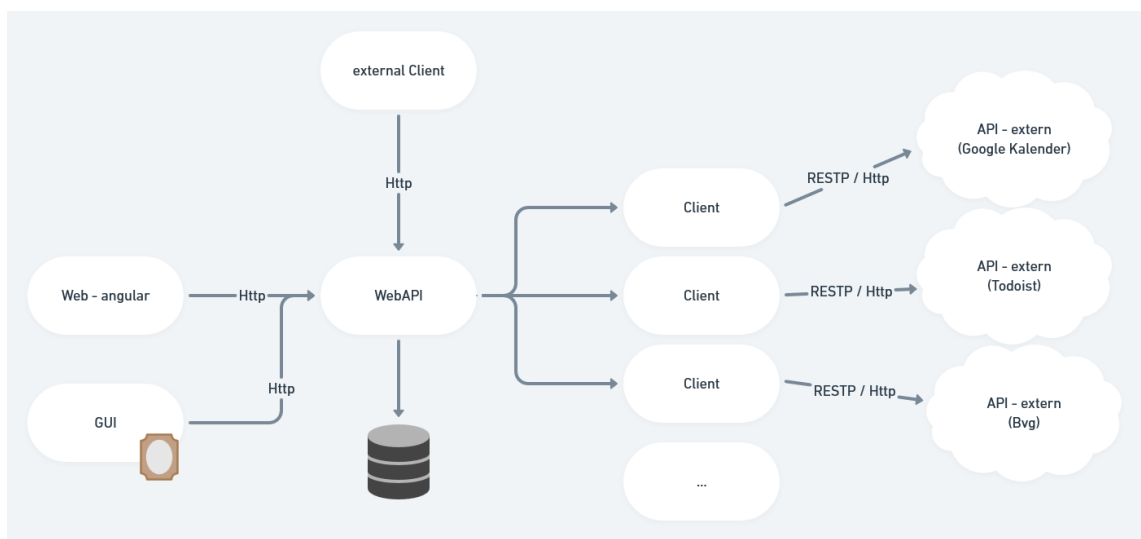 external Client
Http
Web - angular
Http
WebAPI
GUI
Http
Client
RESTP / Http
API - extern
(Google Kalender)
Client
RESTP / Http
API - extern
(Todoist)
Client
RESTP / Http
API - extern
(Bvg)
...